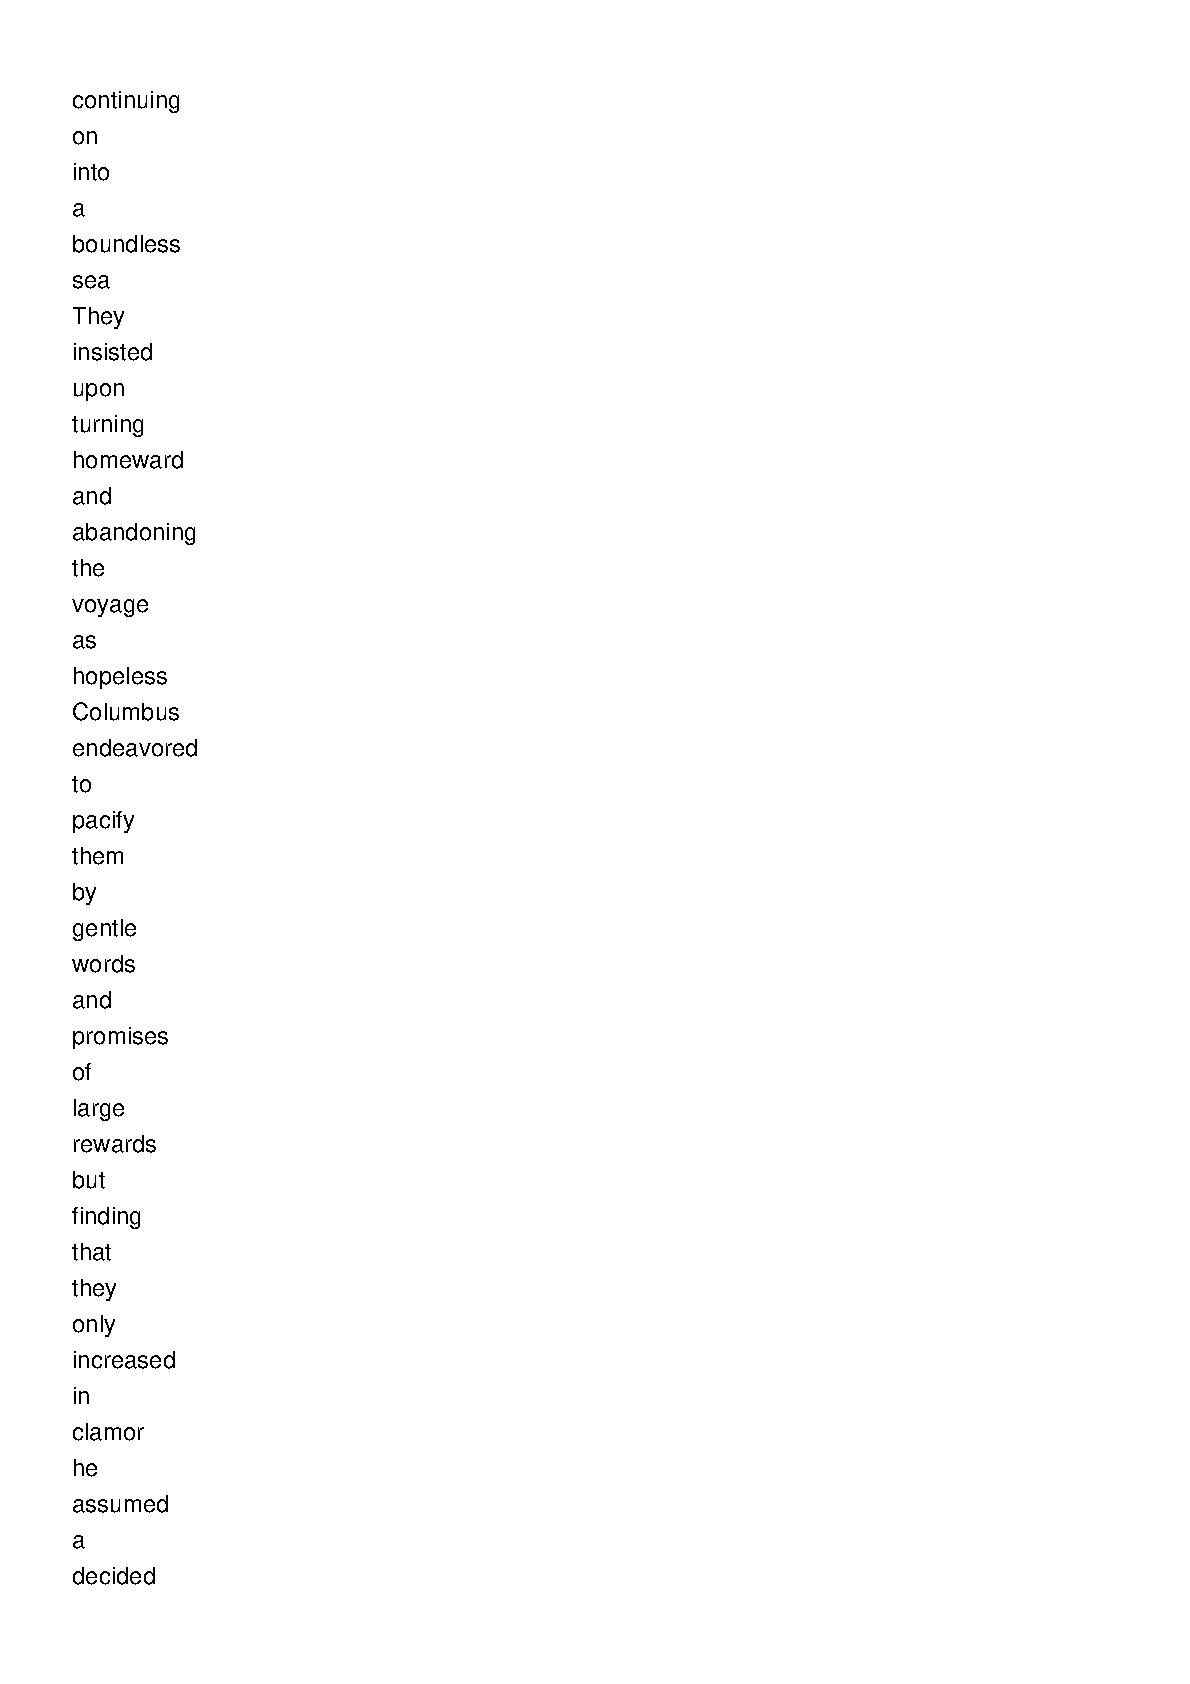 continuing
on
into
a
boundless
sea
They
insisted
upon
turning
homeward
and
abandoning
the
voyage
as
hopeless
Columbus
endeavored
to
pacify
them
by
gentle
words
and
promises
of
large
rewards
but
finding
that
they
only
increased
in
clamor
he
assumed
a
decided